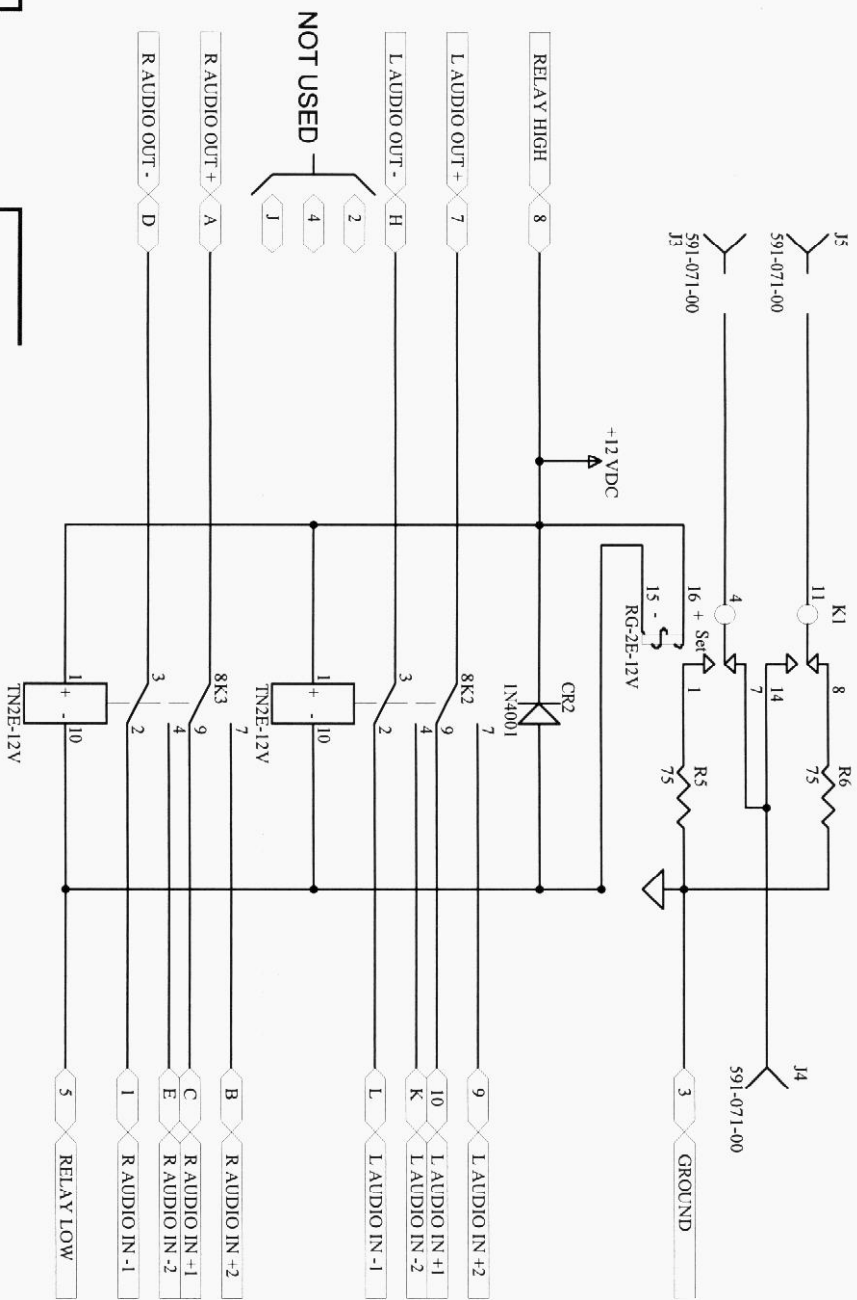 J5
591-071-00
591-071-00
J3
RELAY HIGH
8
L AUDIO OUT +
7
L AUDIO OUT -
H
NOT USED
2
4
J
R AUDIO OUT +
A
R AUDIO OUT -
D
+12 VDC
K1
11
8
14
7
4
1
16 + Set
15 -
RG-2E-12V
R6
75
R5
75
CR2
1N4001
7
8K2
9
4
3
2
1
+ -
10
TN2E-12V
7
8K3
9
4
3
2
1
+ -
10
TN2E-12V
J4
591-071-00
3
GROUND
9
L AUDIO IN +2
10
L AUDIO IN +1
K
L AUDIO IN -2
L
L AUDIO IN -1
B
R AUDIO IN +2
C
R AUDIO IN +1
E
R AUDIO IN -2
1
R AUDIO IN -1
5
RELAY LOW